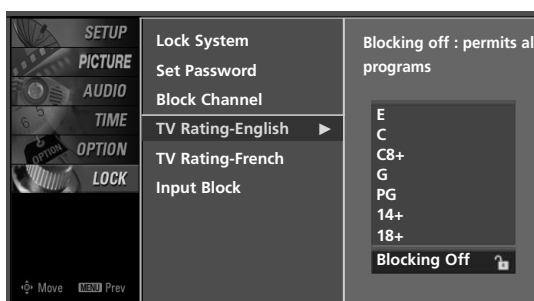 SETUP
PICTURE
AUDIO
TIME
OPTION
LOCK
Move MENU Prev
Lock System
Set Password
Block Channel
TV Rating-English
TV Rating-French
Input Block
Blocking off : permits al
programs
E
C
C8+
G
PG
14+
18+
Blocking Off